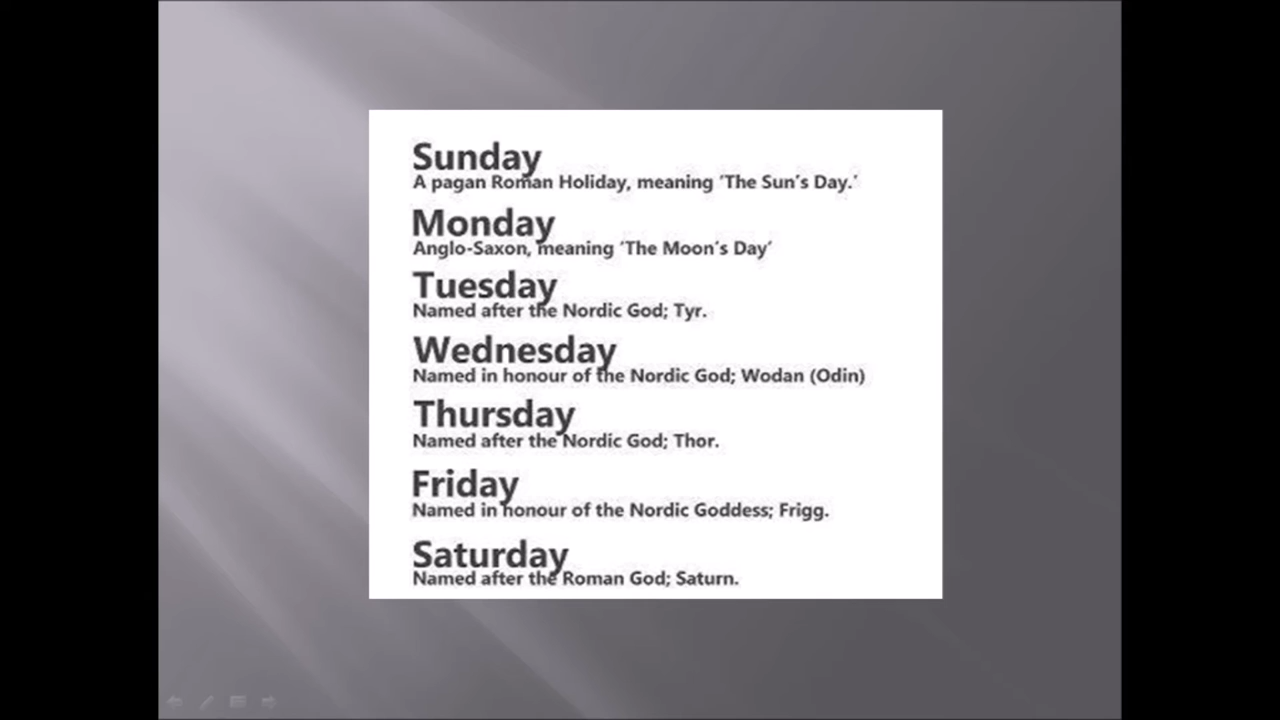 Sunday
A pagan Roman Holiday, meaning 'The Sun's Day.'
Monday
Anglo-Saxon, meaning 'The Moon's Day'
Tuesday
Named after the Nordic God; Tyr.
Wednesday
Named in honour of the Nordic God; Wodan (Odin)
Thursday
Named after the Nordic God; Thor.
Friday
Named in honour of the Nordic Goddess; Frigg.
Saturday
Named after the Roman God; Saturn.